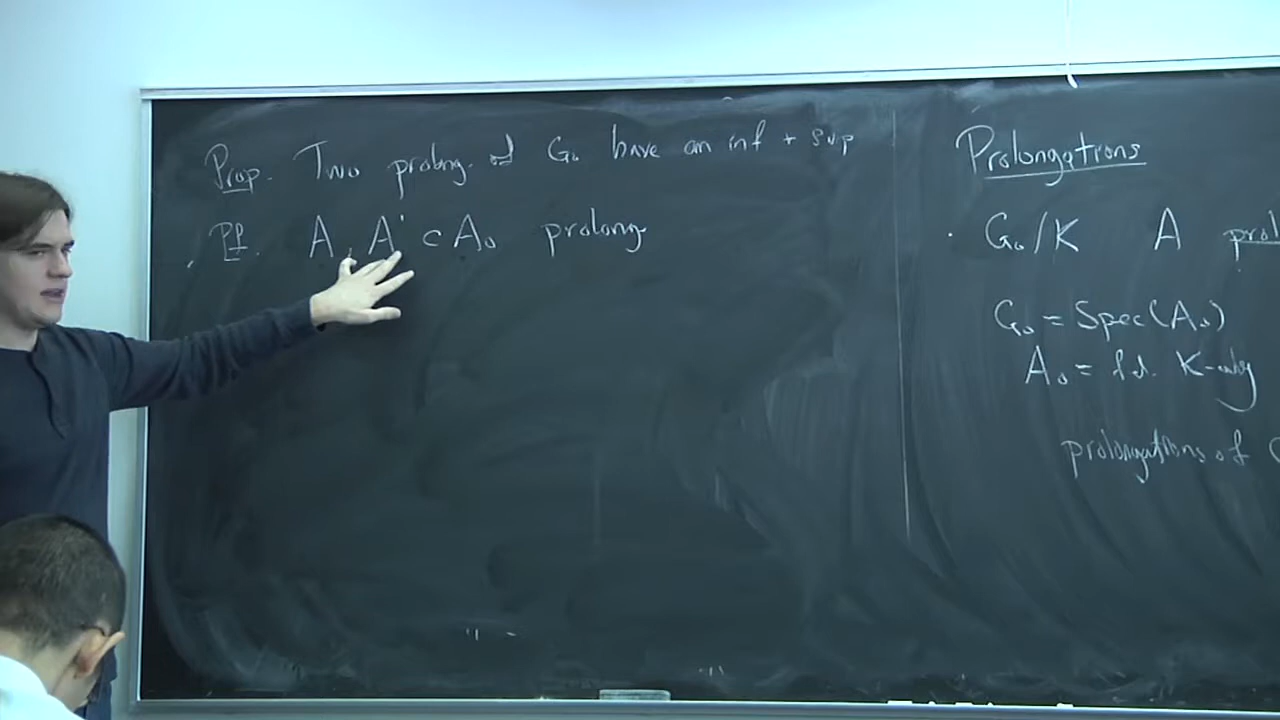 Prop. Two prolong. of G₀ have an inf + sup
Pf. A, A' ⊂ A₀ prolong.
Prolongations
G₀/K A prol
G₀ = Spec(A₀)
A₀ = f.d. K-alg
prolongations of G